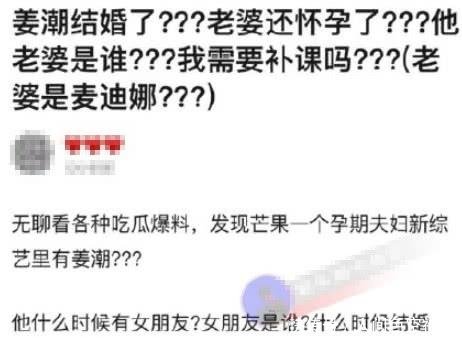 姜潮结婚了???老婆还怀孕了???他
老婆是谁???我需要补课吗???(老
婆是麦迪娜???)
无聊看各种吃瓜爆料，发现芒果一个孕期夫妇新综
艺里有姜潮???
他什么时候有女朋友?女朋友是谁?什么时候结婚